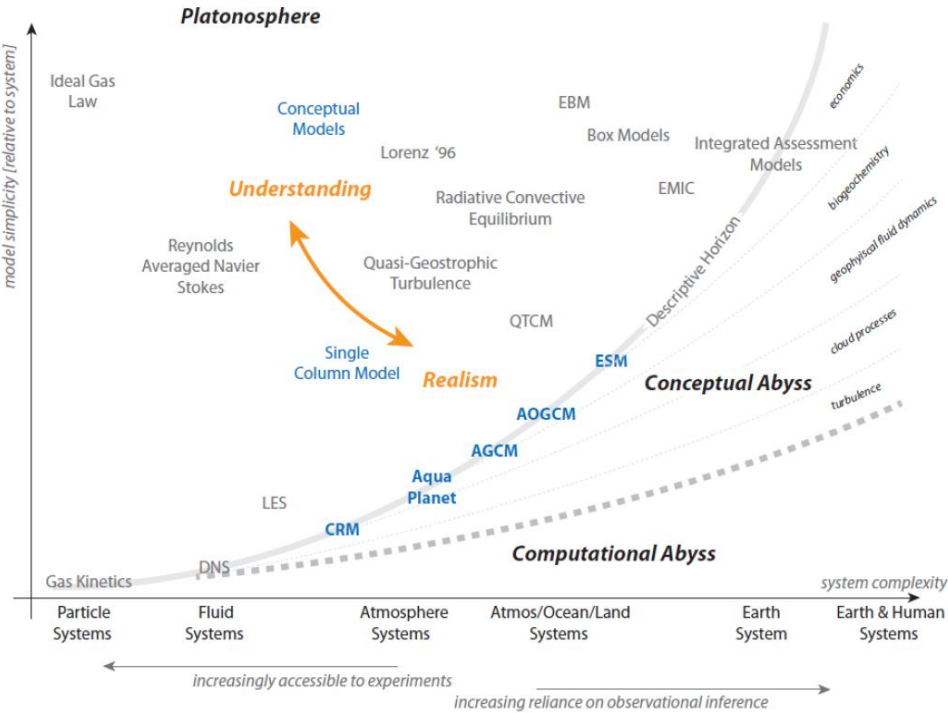 Platonosphere
model simplicity [relative to system]
Ideal Gas
Law
Conceptual
Models
EBM
Box Models
Lorenz ‘96
Integrated Assessment
Models
Understanding
EMIC
Radiative Convective
Equilibrium
Reynolds
Averaged Navier
Stokes
Quasi-Geostrophic
Turbulence
QTCM
Descriptive Horizon
Single
Column Model
Realism
ESM
Conceptual Abyss
AOGCM
AGCM
Aqua
Planet
LES
CRM
DNS
Gas Kinetics
Computational Abyss
economics
biogeochemistry
geophyiscal fluid dynamics
cloud processes
turbulence
system complexity
Particle
Systems
Fluid
Systems
Atmosphere
Systems
Atmos/Ocean/Land
Systems
Earth
System
Earth & Human
Systems
increasingly accessible to experiments
increasing reliance on observational inference